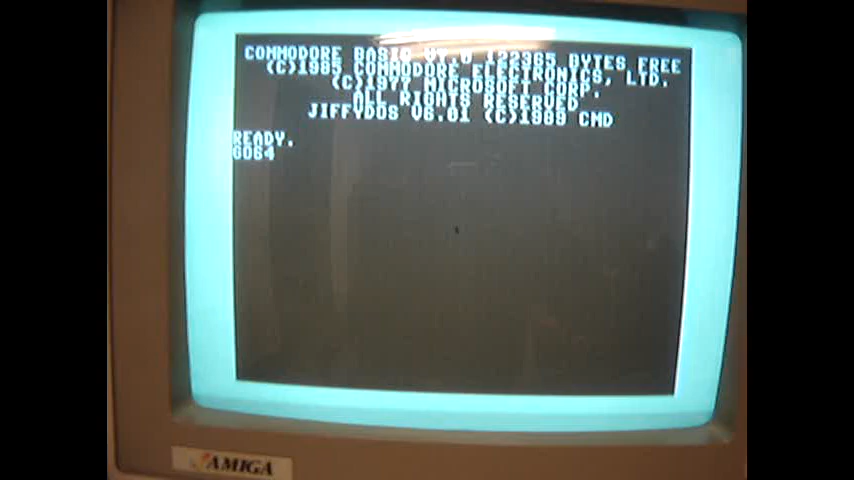 COMMODORE BASIC V7.0 122365 BYTES FREE
(C)1985 COMMODORE ELECTRONICS, LTD.
(C)1977 MICROSOFT CORP.
ALL RIGHTS RESERVED
JIFFYDOS V6.01 (C)1989 CMD
READY.
GO64
AMIGA